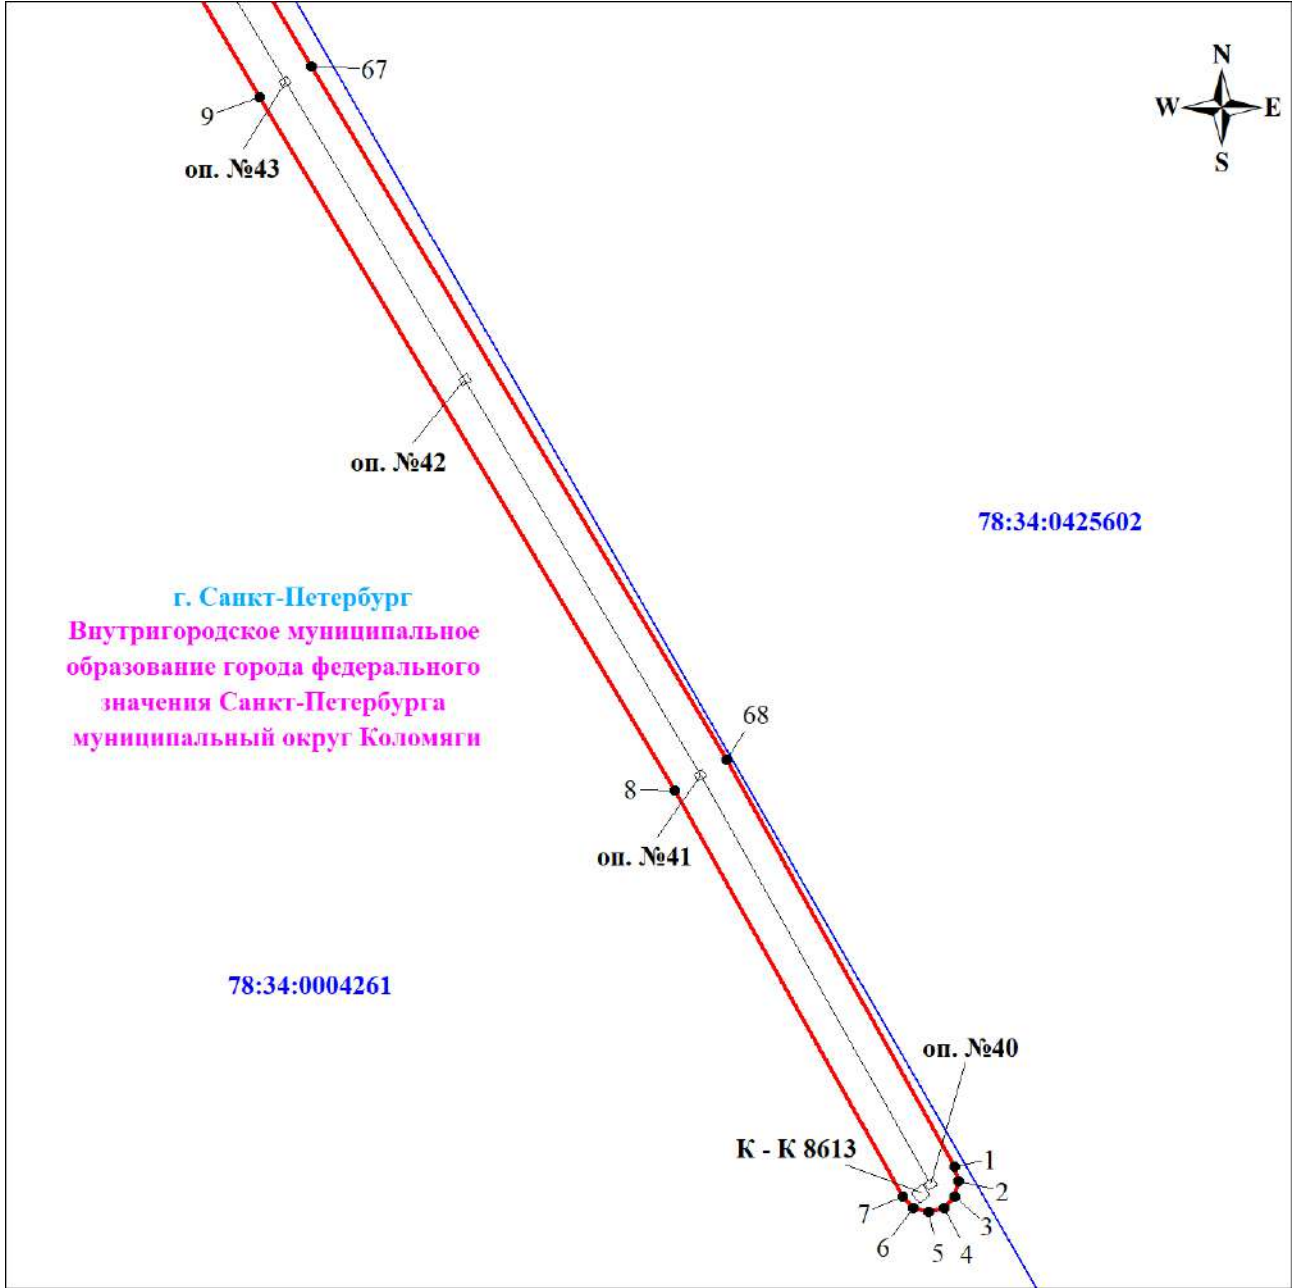 N
W E
S
67
9
оп. №43
оп. №42
78:34:0425602
г. Санкт-Петербург
Внутригородское муниципальное
образование города федерального
значения Санкт-Петербурга
муниципальный округ Коломяги
68
8
оп. №41
78:34:0004261
оп. №40
К - К 8613
1
2
3
4
5
6
7